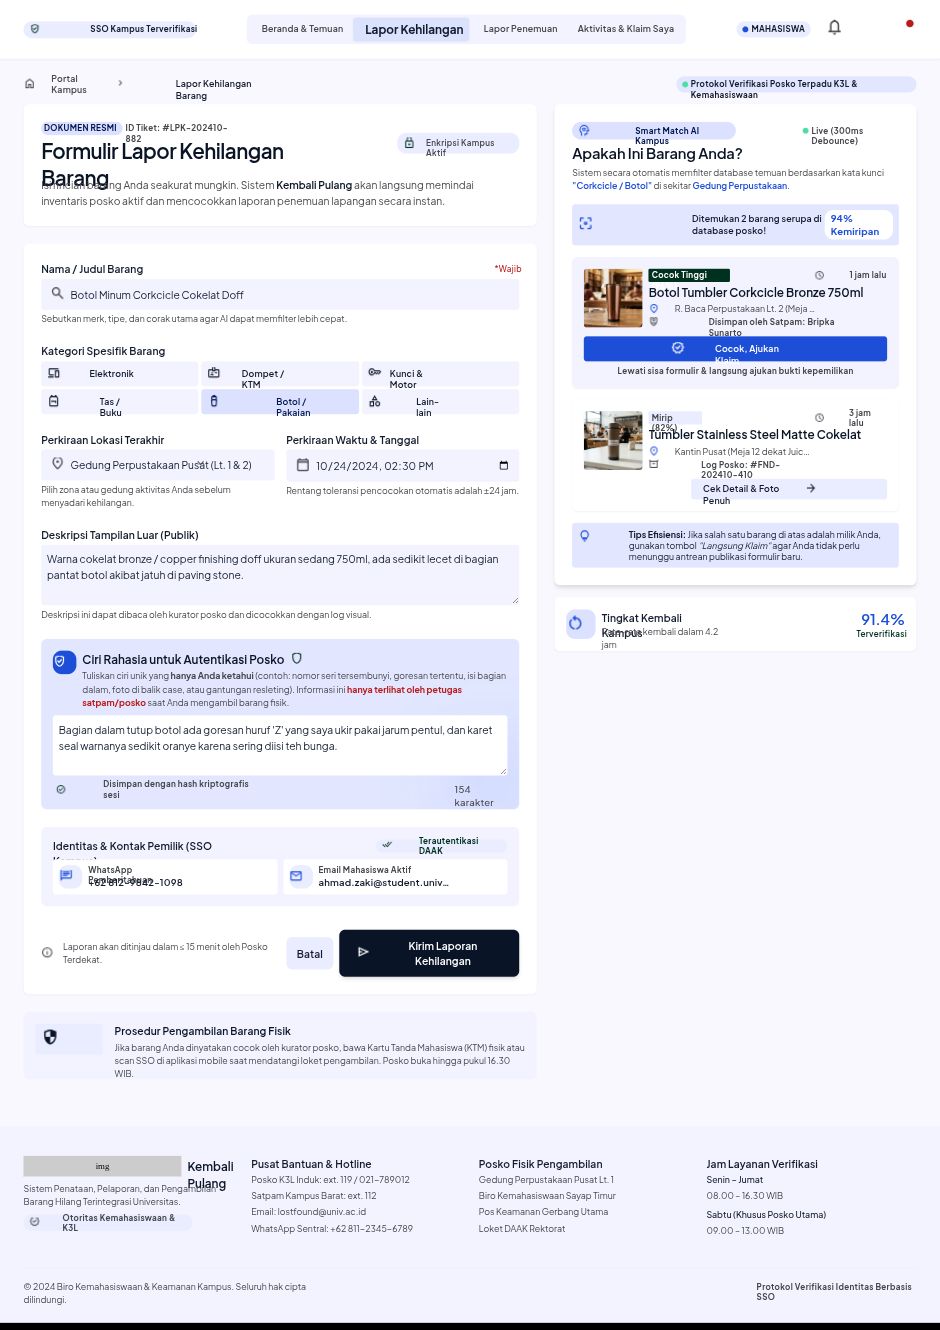 SSO Kampus Terverifikasi
Beranda & Temuan
Lapor Kehilangan
Lapor Penemuan
Aktivitas & Klaim Saya
MAHASISWA
Portal
Kampus
Lapor Kehilangan
Barang
Protokol Verifikasi Posko Terpadu K3L &
Kemahasiswaan
DOKUMEN RESMI
ID Tiket: #LPK-202410-
882
Formulir Lapor Kehilangan
Barang
Enkripsi Kampus
Aktif
barang Anda seakurat mungkin. Sistem Kembali Pulang akan langsung memindai
inventaris posko aktif dan mencocokkan laporan penemuan lapangan secara instan.
Nama / Judul Barang
*Wajib
Botol Minum Corkcicle Cokelat Doff
Sebutkan merk, tipe, dan corak utama agar AI dapat memfilter lebih cepat.
Kategori Spesifik Barang
Elektronik
Dompet /
KTM
Kunci &
Motor
Tas /
Buku
Botol /
Pakaian
Lain-
lain
Perkiraan Lokasi Terakhir
Gedung Perpustakaan Pusat (Lt. 1 & 2)
Pilih zona atau gedung aktivitas Anda sebelum
menyadari kehilangan.
Perkiraan Waktu & Tanggal
10/24/2024, 02:30 PM
Rentang toleransi pencocokan otomatis adalah ±24 jam.
Deskripsi Tampilan Luar (Publik)
Warna cokelat bronze / copper finishing doff ukuran sedang 750ml, ada sedikit lecet di bagian
pantat botol akibat jatuh di paving stone.
Deskripsi ini dapat dibaca oleh kurator posko dan dicocokkan dengan log visual.
Ciri Rahasia untuk Autentikasi Posko
Tuliskan ciri unik yang hanya Anda ketahui (contoh: nomor seri tersembunyi, goresan tertentu, isi bagian
dalam, foto di balik case, atau gantungan resleting). Informasi ini hanya terlihat oleh petugas
satpam/posko saat Anda mengambil barang fisik.
Bagian dalam tutup botol ada goresan huruf 'Z' yang saya ukir pakai jarum pentul, dan karet
seal warnanya sedikit oranye karena sering diisi teh bunga.
Disimpan dengan hash kriptografis
sesi
154
karakter
Identitas & Kontak Pemilik (SSO
Terautentikasi
DAAK
WhatsApp
+62 812-9842-1098
Email Mahasiswa Aktif
ahmad.zaki@student.univ...
Laporan akan ditinjau dalam ≤ 15 menit oleh Posko
Terdekat.
Batal
Kirim Laporan
Kehilangan
Prosedur Pengambilan Barang Fisik
Jika barang Anda dinyatakan cocok oleh kurator posko, bawa Kartu Tanda Mahasiswa (KTM) fisik atau
scan SSO di aplikasi mobile saat mendatangi loket pengambilan. Posko buka hingga pukul 16.30
WIB.
Smart Match AI
Kampus
Live (300ms
Debounce)
Apakah Ini Barang Anda?
Sistem secara otomatis memfilter database temuan berdasarkan kata kunci
"Corkcicle / Botol" di sekitar Gedung Perpustakaan.
Ditemukan 2 barang serupa di
database posko!
94%
Kemiripan
Cocok Tinggi
1 jam lalu
Botol Tumbler Corkcicle Bronze 750ml
R. Baca Perpustakaan Lt. 2 (Meja ...
Disimpan oleh Satpam: Bripka
Sunarto
Cocok, Ajukan
Klaim
Lewati sisa formulir & langsung ajukan bukti kepemilikan
Mirip
(82%)
3 jam
lalu
Tumbler Stainless Steel Matte Cokelat
Kantin Pusat (Meja 12 dekat Juic...
Log Posko: #FND-
202410-410
Cek Detail & Foto
Penuh
Tips Efisiensi: Jika salah satu barang di atas adalah milik Anda,
gunakan tombol "Langsung Klaim" agar Anda tidak perlu
menunggu antrean publikasi formulir baru.
Tingkat Kembali
Kampus
kembali dalam 4.2
jam
91.4%
Terverifikasi
img
Kembali
Pulang
Sistem Penataan, Pelaporan, dan Pengambilan
Barang Hilang Terintegrasi Universitas.
Otoritas Kemahasiswaan &
K3L
Pusat Bantuan & Hotline
Posko K3L Induk: ext. 119 / 021-789012
Satpam Kampus Barat: ext. 112
Email: lostfound@univ.ac.id
WhatsApp Sentral: +62 811-2345-6789
Posko Fisik Pengambilan
Gedung Perpustakaan Pusat Lt. 1
Biro Kemahasiswaan Sayap Timur
Pos Keamanan Gerbang Utama
Loket DAAK Rektorat
Jam Layanan Verifikasi
Senin – Jumat
08.00 – 16.30 WIB
Sabtu (Khusus Posko Utama)
09.00 – 13.00 WIB
© 2024 Biro Kemahasiswaan & Keamanan Kampus. Seluruh hak cipta
dilindungi.
Protokol Verifikasi Identitas Berbasis
SSO